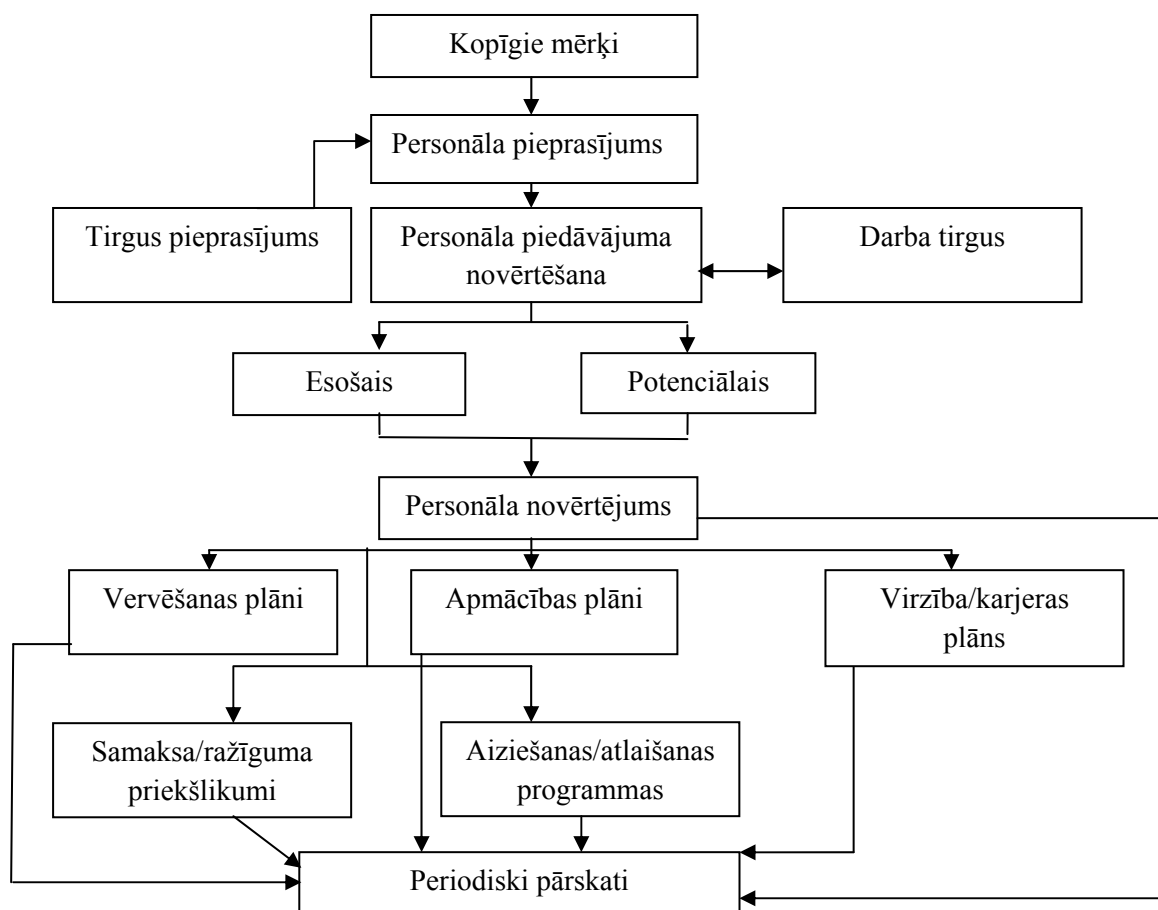 Kopīgie mērķi
Personāla pieprasījums
Tirgus pieprasījums
Personāla piedāvājuma
novērtēšana
Darba tirgus
Esošais
Potenciālais
Personāla novērtējums
Vervēšanas plāni
Apmācības plāni
Virzība/karjeras
plāns
Samaksa/ražīguma
priekšlikumi
Aiziešanas/atlaišanas
programmas
Periodiski pārskati